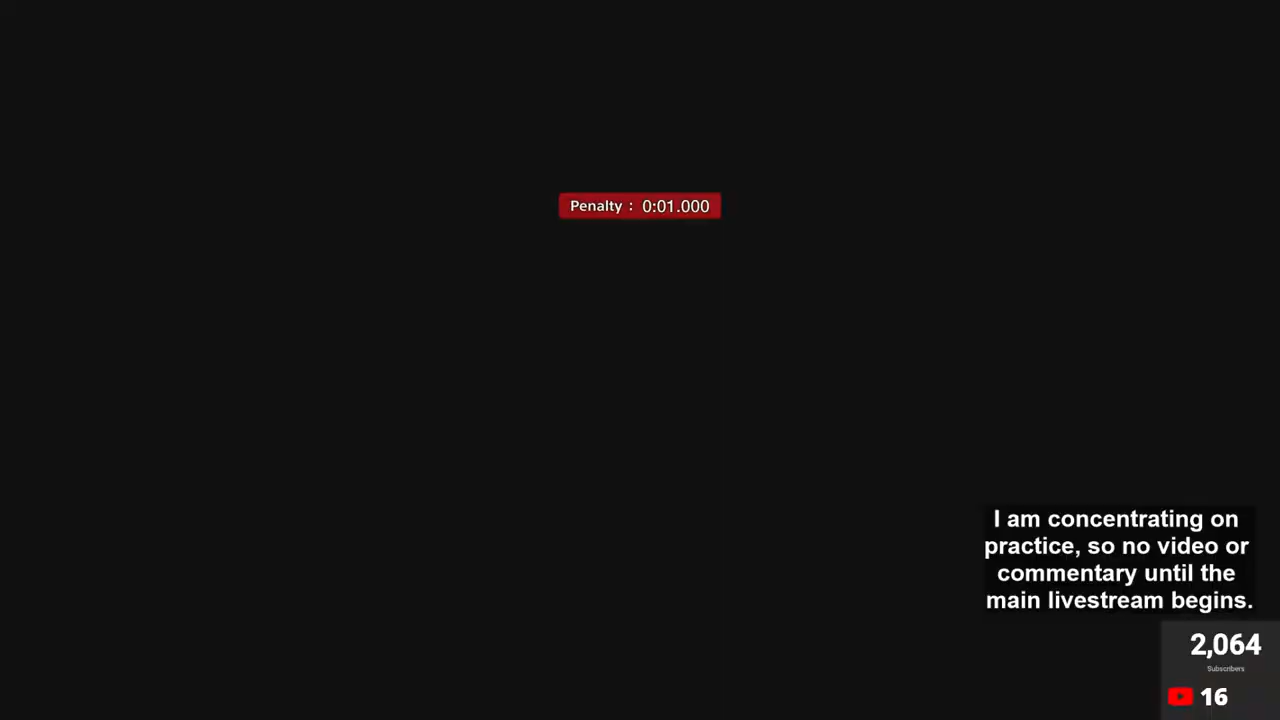 Penalty : 0:01.000
I am concentrating on
practice, so no video or
commentary until the
main livestream begins.
2,064
Subscribers
16